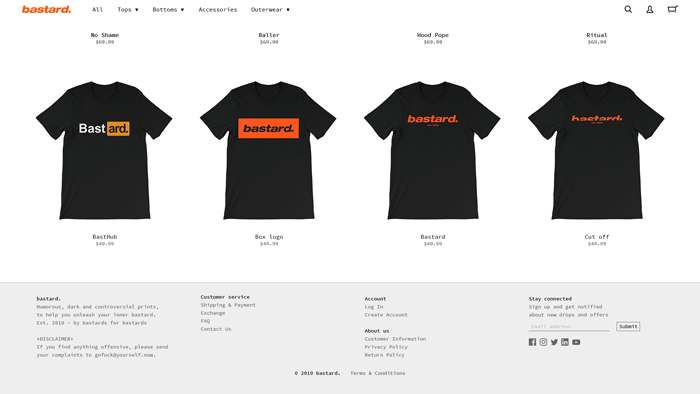 bastard.
All
Tops ▾
Bottoms ▾
Accessories
Outerwear ▾
No Shame
$69.99
Baller
$69.99
Hood Pope
$69.99
Ritual
$69.99
Bastard.
bastard.
bastard.
bastard.
BastHub
$49.99
Box logo
$49.99
Bastard
$49.99
Cut off
$49.99
bastard.
Humorous, dark and controversial prints,
to help you unleash your inner bastard.
Est. 2019 — by bastards for bastards
*DISCLAIMER*
If you find anything offensive, please send
your complaints to gofuck@yourself.now.
Customer service
Shipping & Payment
Exchange
FAQ
Contact Us
Account
Log In
Create Account
About us
Customer Information
Privacy Policy
Return Policy
Stay connected
Sign up and get notified
about new drops and offers
Email address
Submit
© 2019 bastard.
Terms & Conditions